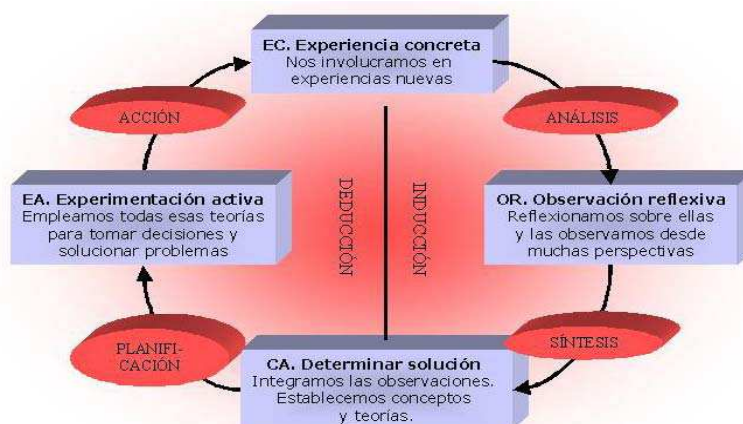 EC. Experiencia concreta
Nos involucramos en
experiencias nuevas
ACCIÓN
ANÁLISIS
EA. Experimentación activa
Empleamos todas esas teorías
para tomar decisiones y
solucionar problemas
DEDUCCIÓN
INDUCCIÓN
OR. Observación reflexiva
Reflexionamos sobre ellas
y las observamos desde
muchas perspectivas
PLANIFI-
CACIÓN
SÍNTESIS
CA. Determinar solución
Integramos las observaciones.
Establecemos conceptos
y teorías.